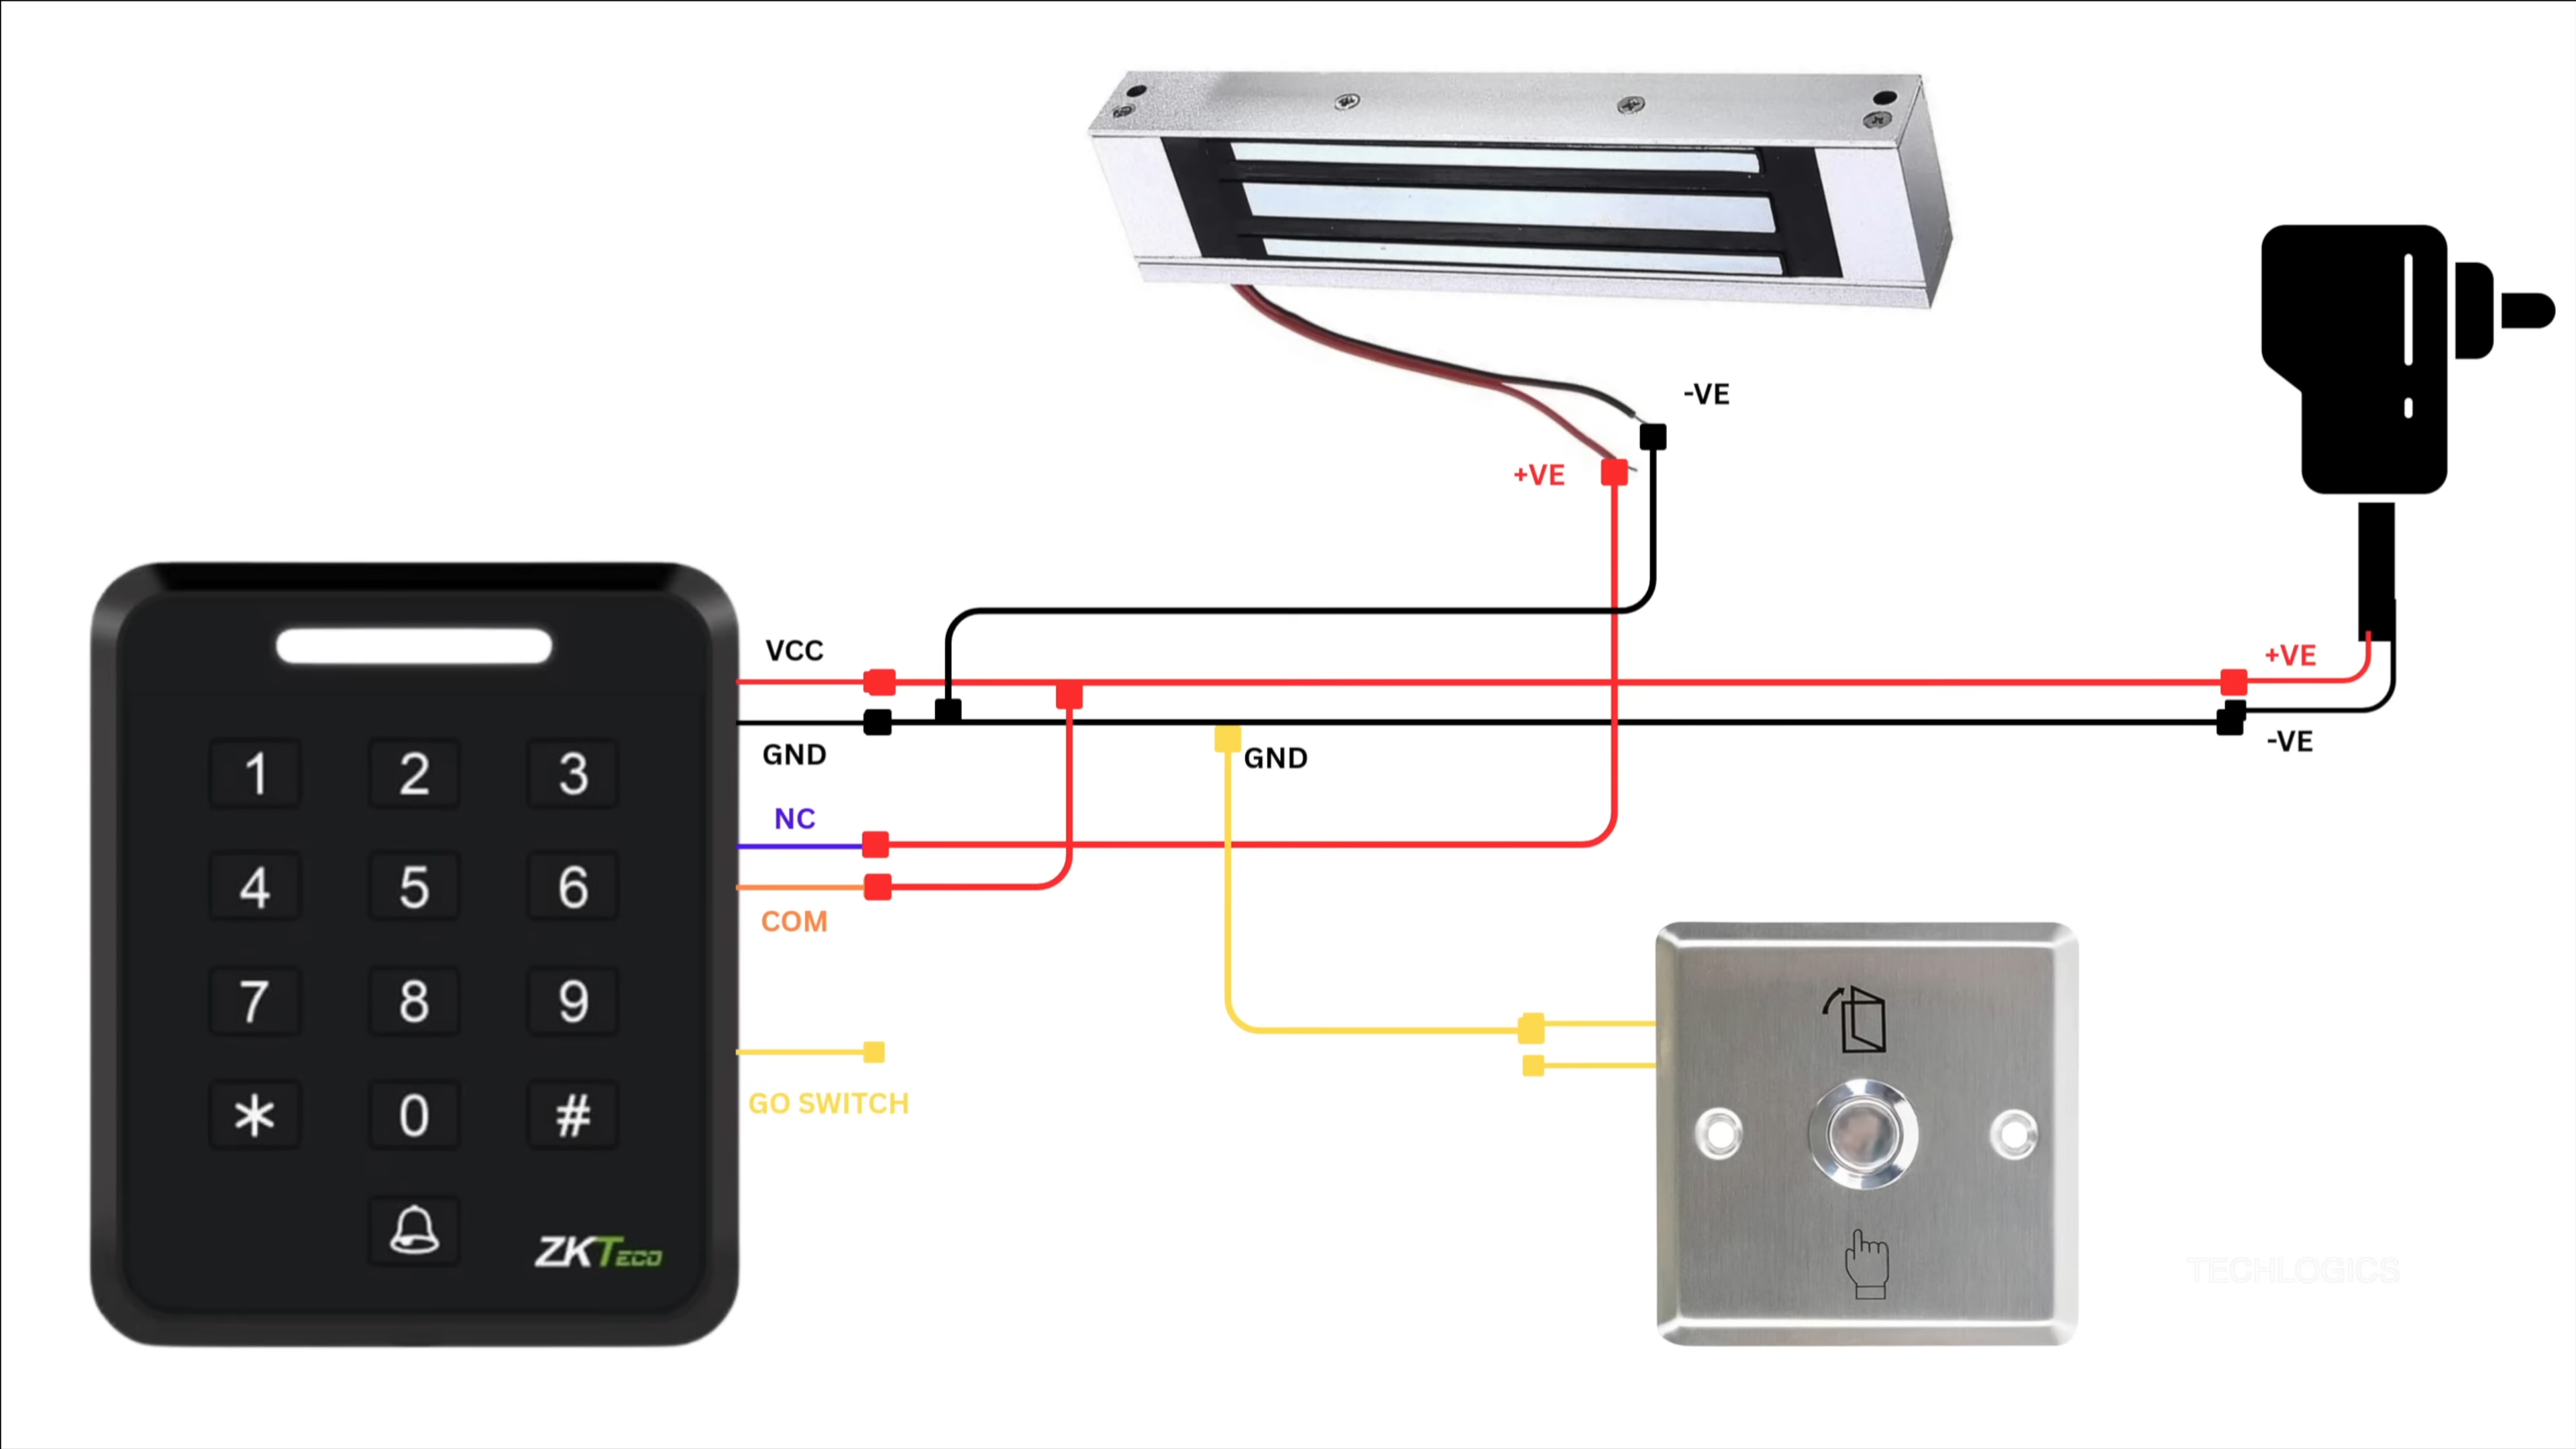 -VE
+VE
VCC
+VE
GND
GND
-VE
NC
COM
GO SWITCH
1 2 3
4 5 6
7 8 9
* 0 #
ZKTECO
TECHLOGICS